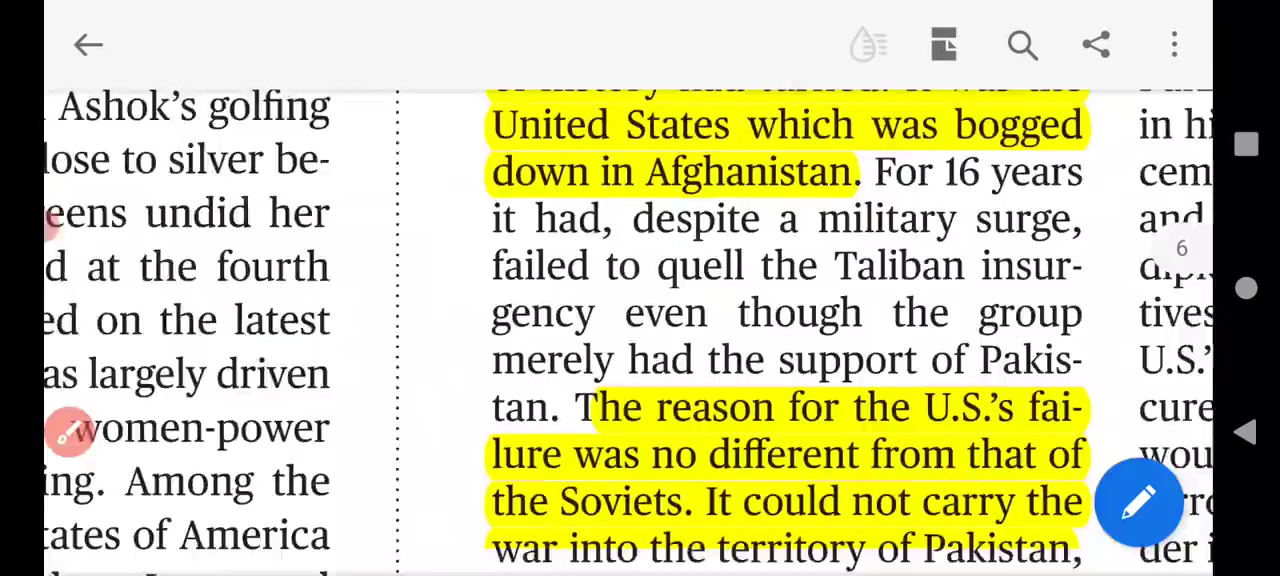 Ashok's golfing
lose to silver be-
eens undid her
d at the fourth
ed on the latest
as largely driven
women-power
ing. Among the
tates of America
United States which was bogged
down in Afghanistan. For 16 years
it had, despite a military surge,
failed to quell the Taliban insur-
gency even though the group
merely had the support of Pakis-
tan. The reason for the U.S.'s fai-
lure was no different from that of
the Soviets. It could not carry the
war into the territory of Pakistan,
in hi
cem
and
tives
U.S.'
cure
wou
der i
6